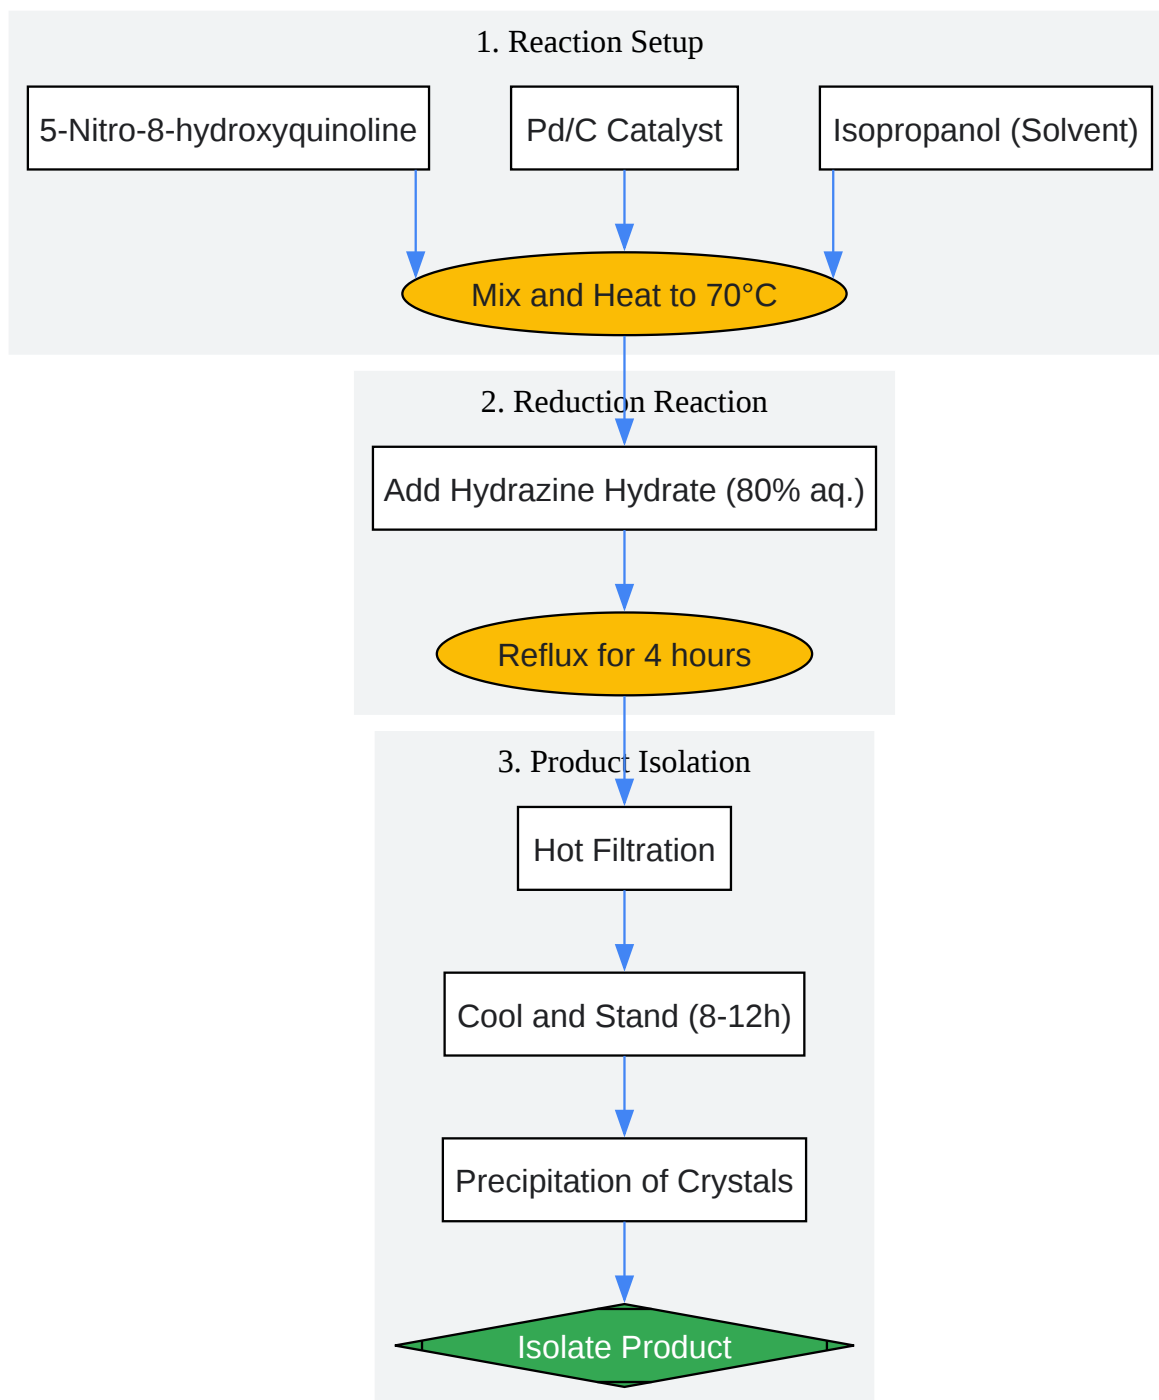 1. Reaction Setup
5-Nitro-8-hydroxyquinoline
Pd/C Catalyst
Isopropanol (Solvent)
Mix and Heat to 70°C
2. Reduction Reaction
Add Hydrazine Hydrate (80% aq.)
Reflux for 4 hours
3. Product Isolation
Hot Filtration
Cool and Stand (8-12h)
Precipitation of Crystals
Isolate Product